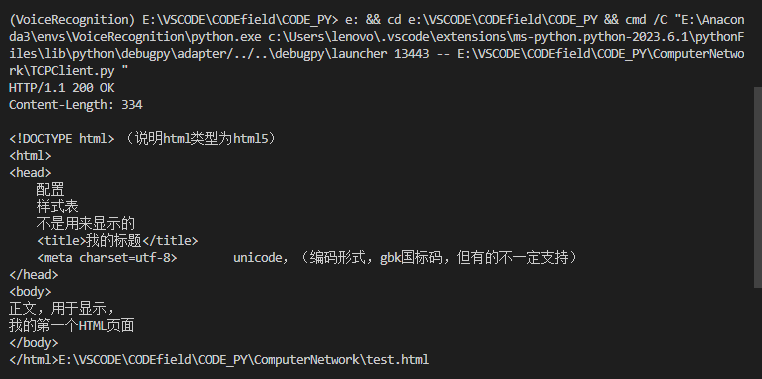 (VoiceRecognition) E:\VSCODE\CODEfield\CODE_PY> e: && cd e:\VSCODE\CODEfield\CODE_PY && cmd /C "E:\Anacon
da3\envs\VoiceRecognition\python.exe c:\Users\lenovo\.vscode\extensions\ms-python.python-2023.6.1\pythonF
iles\lib\python\debugpy\adapter/../..\debugpy\launcher 13443 -- E:\VSCODE\CODEfield\CODE_PY\ComputerNetwo
rk\TCPClient.py "
HTTP/1.1 200 OK
Content-Length: 334
<!DOCTYPE html> （说明html类型为html5）
<html>
<head>
    配置
    样式表
    不是用来显示的
    <title>我的标题</title>
    <meta charset=utf-8>        unicode,（编码形式，gbk国标码，但有的不一定支持）
</head>
<body>
正文，用于显示，
我的第一个HTML页面
</body>
</html>E:\VSCODE\CODEfield\CODE_PY\ComputerNetwork\test.html